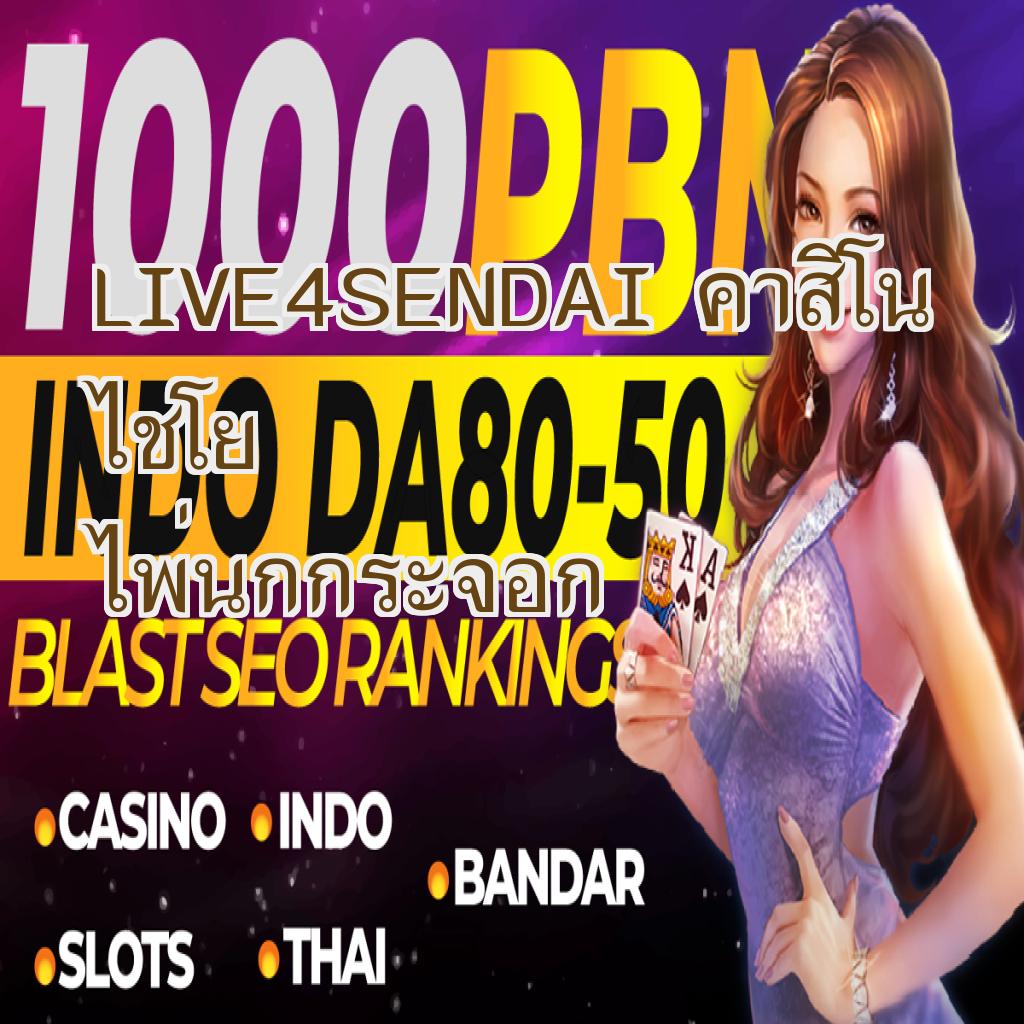 1000PBN
LIVE4SENDAI คาสิโน
INDO DA80-50
ไชโย
ไพ่นกกระจอก
BLAST SEO RANKINGS
K A
CASINO
INDO
BANDAR
SLOTS
THAI